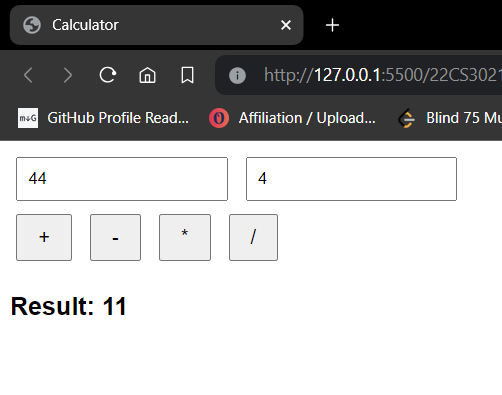 Calculator
http://127.0.0.1:5500/22CS3021
m↓G GitHub Profile Read... Affiliation / Upload... Blind 75 Mu
44 4
+ - * /
Result: 11